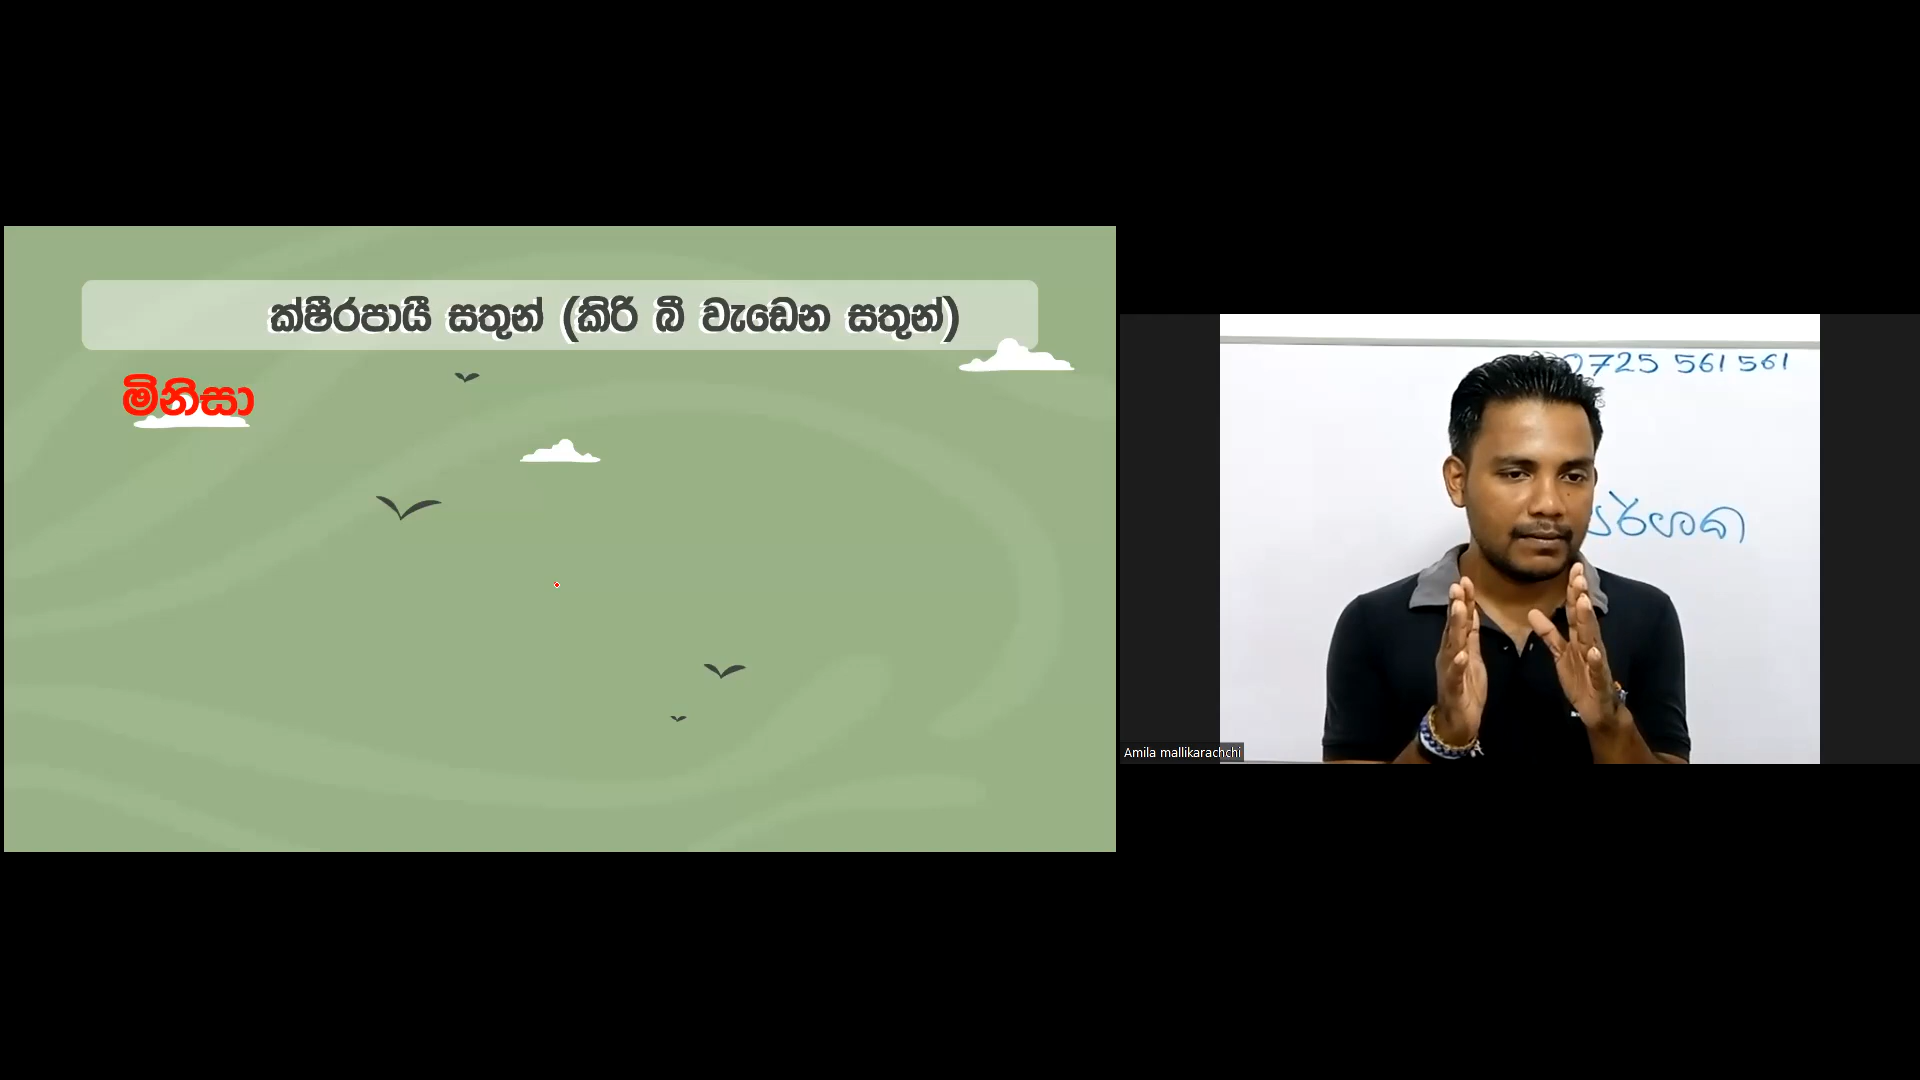 ක්ෂීරපායී සතුන් (කිරි බී වැඩෙන සතුන්)
මිනිසා
0725 561 561
Amila mallikarachchi